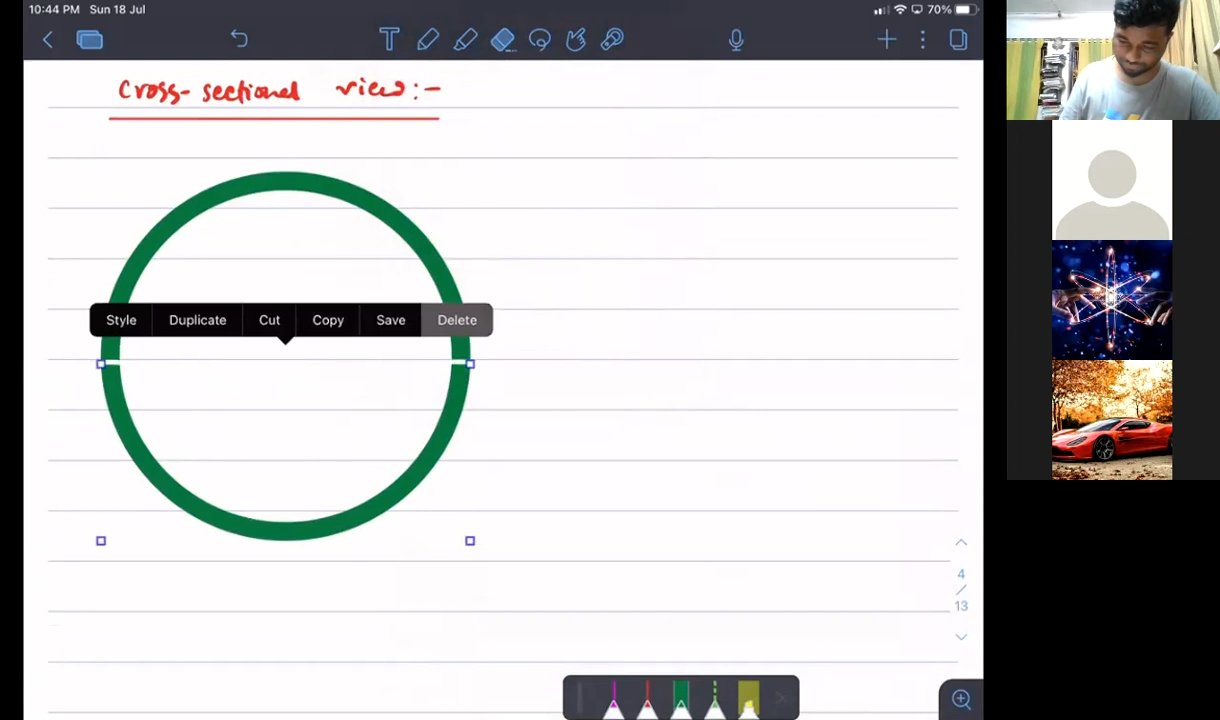 10:44 PM Sun 18 Jul
70%
T
Cross-sectional view:-
Style Duplicate Cut Copy Save Delete
4
/
13